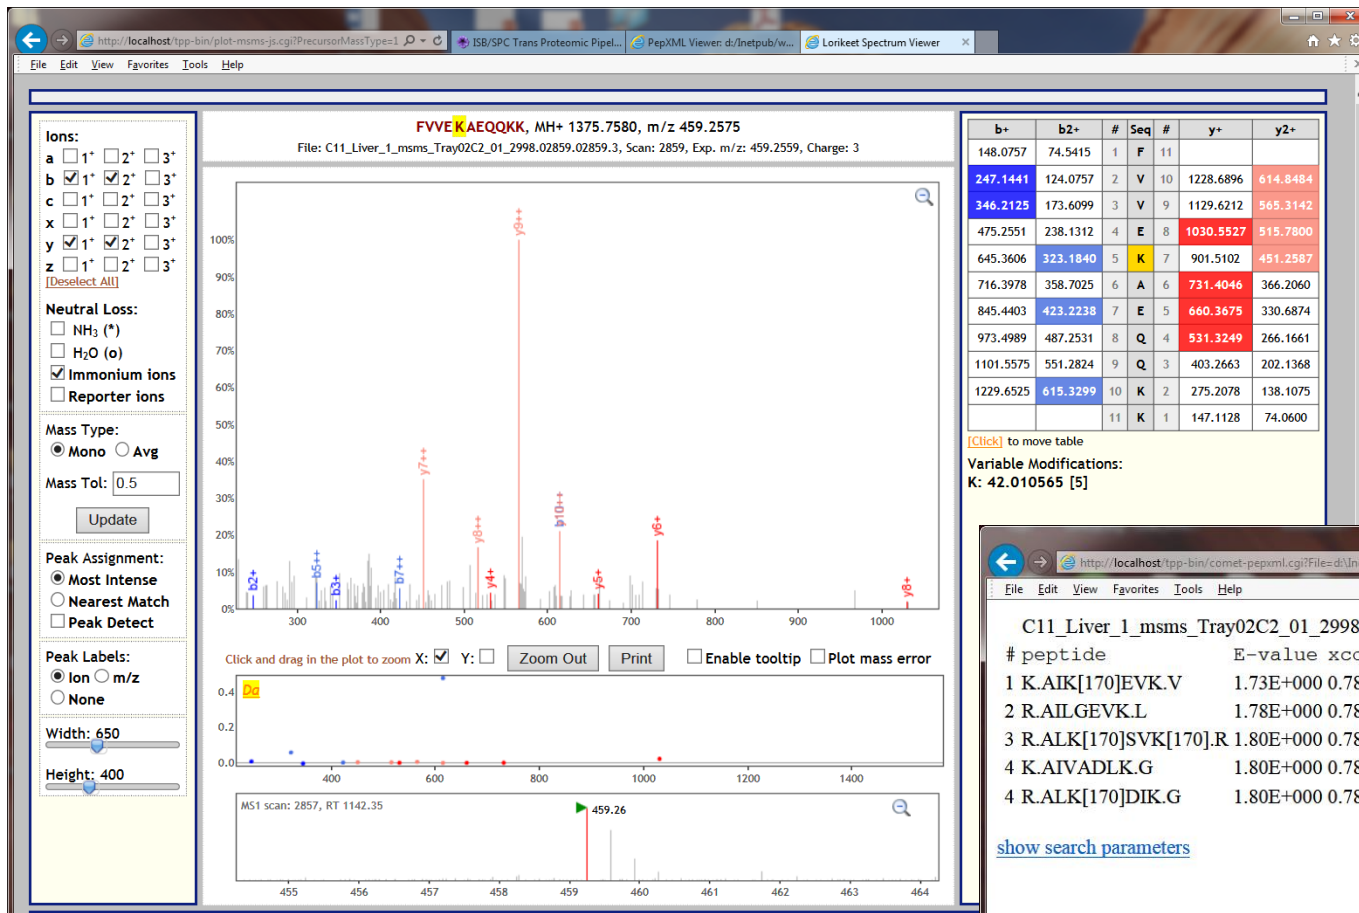 http://localhost/tpp-bin/plot-msms-js.cgi?PrecursorMassType=1
ISB/SPC Trans Proteomic Pipel...
PepXML Viewer: d:/Inetpub/w...
Lorikeet Spectrum Viewer
File Edit View Favorites Tools Help
Ions:
a 1+ 2+ 3+
b 1+ 2+ 3+
c 1+ 2+ 3+
x 1+ 2+ 3+
y 1+ 2+ 3+
z 1+ 2+ 3+
[Deselect All]
Neutral Loss:
NH3 (*)
H2O (o)
Immonium ions
Reporter ions
Mass Type:
Mono Avg
Mass Tol: 0.5
Update
Peak Assignment:
Most Intense
Nearest Match
Peak Detect
Peak Labels:
Ion m/z
None
Width: 650
Height: 400
FVVEKAEQQKK, MH+ 1375.7580, m/z 459.2575
File: C11_Liver_1_msms_Tray02C2_01_2998.02859.02859.3, Scan: 2859, Exp. m/z: 459.2559, Charge: 3
100%
90%
80%
70%
60%
50%
40%
30%
20%
10%
0%
b2+
b5++
b3+
b7++
y7++
y8++
y4+
y9++
b10++
y5+
y6+
y8+
300 400 500 600 700 800 900 1000
Click and drag in the plot to zoom X: Y: Zoom Out Print Enable tooltip Plot mass error
Da
0.4
0.2
0.0
400 600 800 1000 1200 1400
MS1 scan: 2857, RT 1142.35
459.26
455 456 457 458 459 460 461 462 463 464
b+ b2+ # Seq # y+ y2+
148.0757 74.5415 1 F 11
247.1441 124.0757 2 V 10 1228.6896 614.8484
346.2125 173.6099 3 V 9 1129.6212 565.3142
475.2551 238.1312 4 E 8 1030.5527 515.7800
645.3606 323.1840 5 K 7 901.5102 451.2587
716.3978 358.7025 6 A 6 731.4046 366.2060
845.4403 423.2238 7 E 5 660.3675 330.6874
973.4989 487.2531 8 Q 4 531.3249 266.1661
1101.5575 551.2824 9 Q 3 403.2663 202.1368
1229.6525 615.3299 10 K 2 275.2078 138.1075
11 K 1 147.1128 74.0600
[Click] to move table
Variable Modifications:
K: 42.010565 [5]
http://localhost/tpp-bin/comet-pepxml.cgi?File=d:\Ine
File Edit View Favorites Tools Help
C11_Liver_1_msms_Tray02C2_01_2998
# peptide E-value xco
1 K.AIK[170]EVK.V 1.73E+000 0.78
2 R.AILGEVK.L 1.78E+000 0.78
3 R.ALK[170]SVK[170].R 1.80E+000 0.78
4 K.AIVADLK.G 1.80E+000 0.78
4 R.ALK[170]DIK.G 1.80E+000 0.78
show search parameters